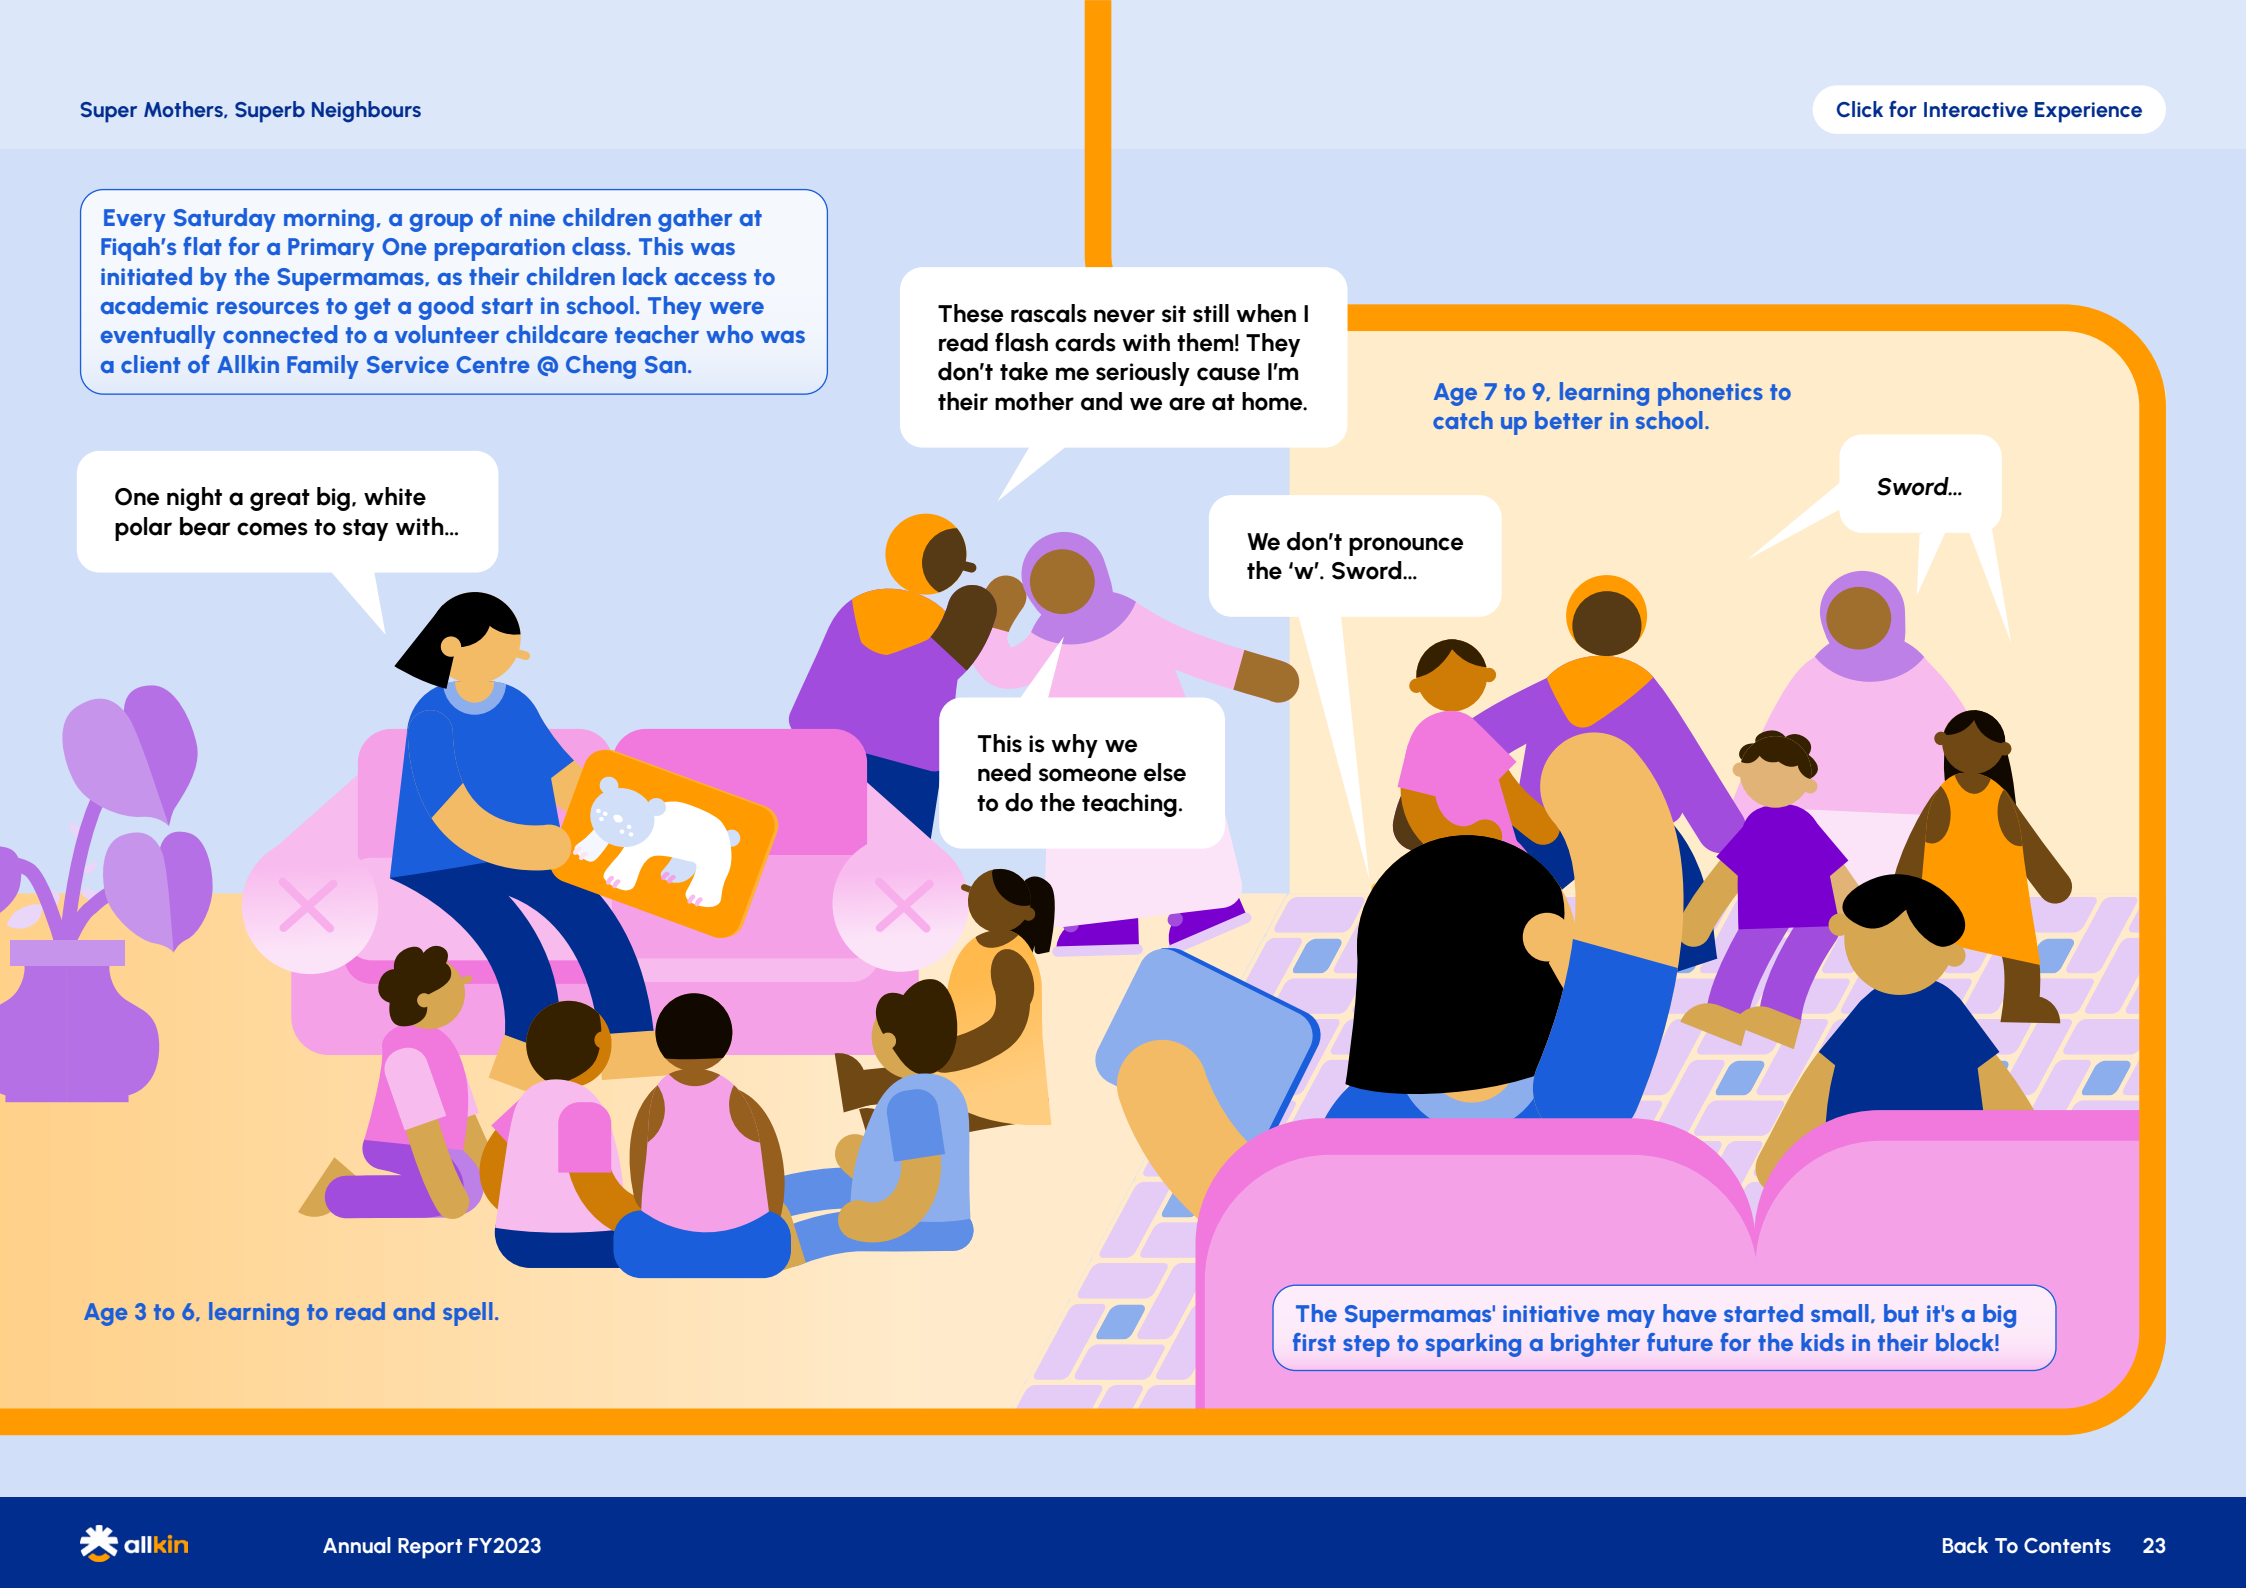 Super Mothers, Superb Neighbours
Click for Interactive Experience
Every Saturday morning, a group of nine children gather at
Fiqah's flat for a Primary One preparation class. This was
initiated by the Supermamas, as their children lack access to
academic resources to get a good start in school. They were
eventually connected to a volunteer childcare teacher who was
a client of Allkin Family Service Centre @ Cheng San.
One night a great big, white
polar bear comes to stay with...
These rascals never sit still when I
read flash cards with them! They
don't take me seriously cause I'm
their mother and we are at home.
This is why we
need someone else
to do the teaching.
Age 3 to 6, learning to read and spell.
Age 7 to 9, learning phonetics to
catch up better in school.
We don't pronounce
the 'w'. Sword...
Sword...
The Supermamas' initiative may have started small, but it's a big
first step to sparking a brighter future for the kids in their block!
allkin
Annual Report FY2023
Back To Contents
23